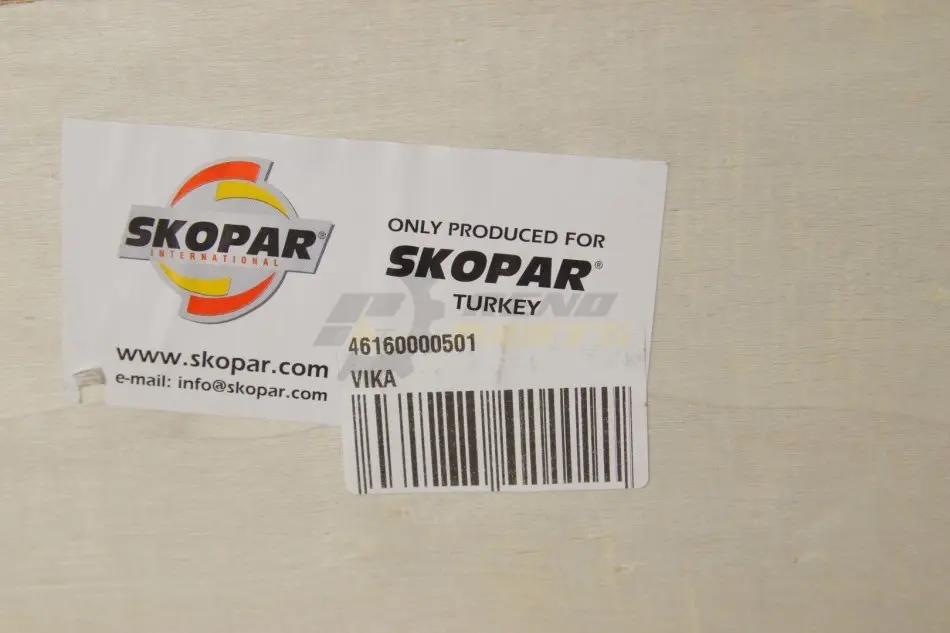 SKOPAR®
INTERNATIONAL
www.skopar.com
e-mail: info@skopar.com
ONLY PRODUCED FOR
SKOPAR®
TURKEY
46160000501
VIKA